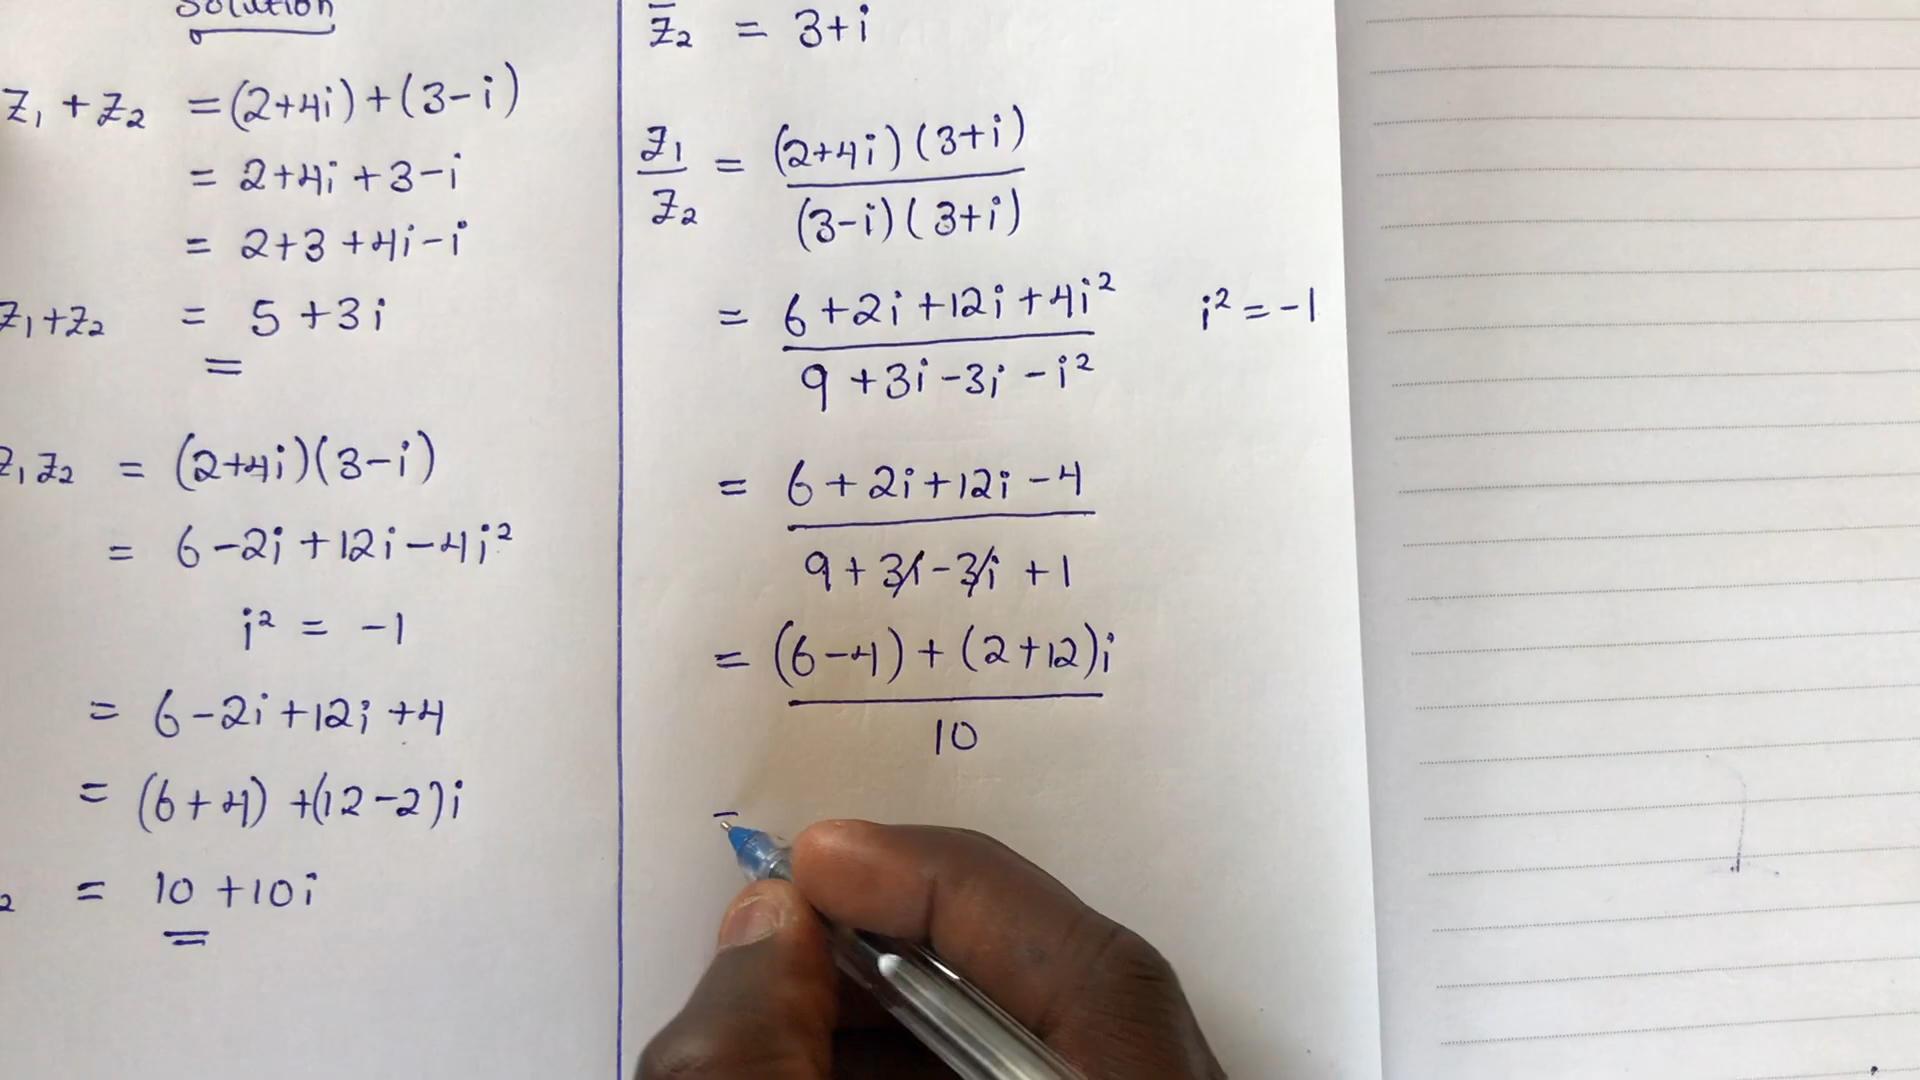 Solution
Z₁ + Z₂ = (2+4i)+(3-i)
= 2+4i+3-i
= 2+3+4i-i
Z₁+Z₂ = 5+3i
=
Z₁Z₂ = (2+4i)(3-i)
= 6-2i+12i-4i²
i² = -1
= 6-2i+12i+4
= (6+4)+(12-2)i
₂ = 10+10i
=
Z̄₂ = 3+i
Z₁/Z₂ = (2+4i)(3+i)/(3-i)(3+i)
= 6+2i+12i+4i²/9+3i-3i-i² i²=-1
= 6+2i+12i-4/9+3i-3i+1
= (6-4)+(2+12)i/10